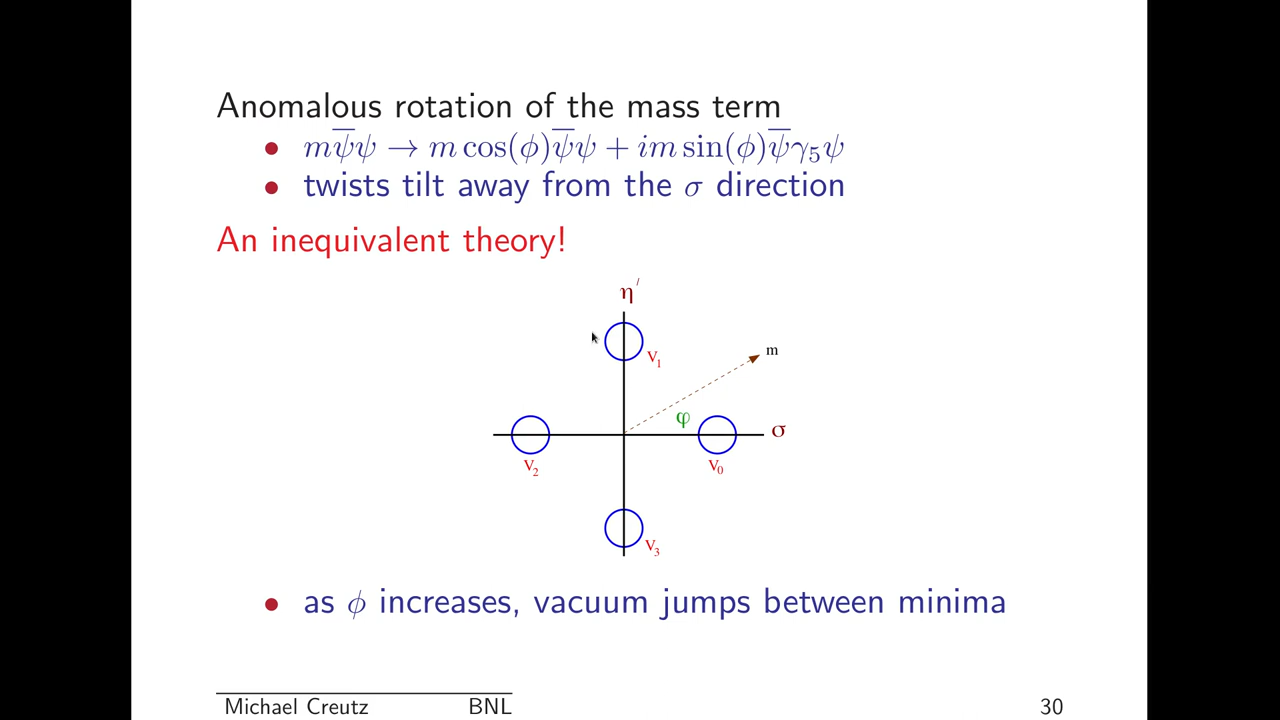 Anomalous rotation of the mass term
• mψ̅ψ → m cos(ϕ)ψ̅ψ + im sin(ϕ)ψ̅γ₅ψ
• twists tilt away from the σ direction
An inequivalent theory!
η′
V₁
m
φ
σ
V₂
V₀
V₃
• as ϕ increases, vacuum jumps between minima
Michael Creutz BNL 30